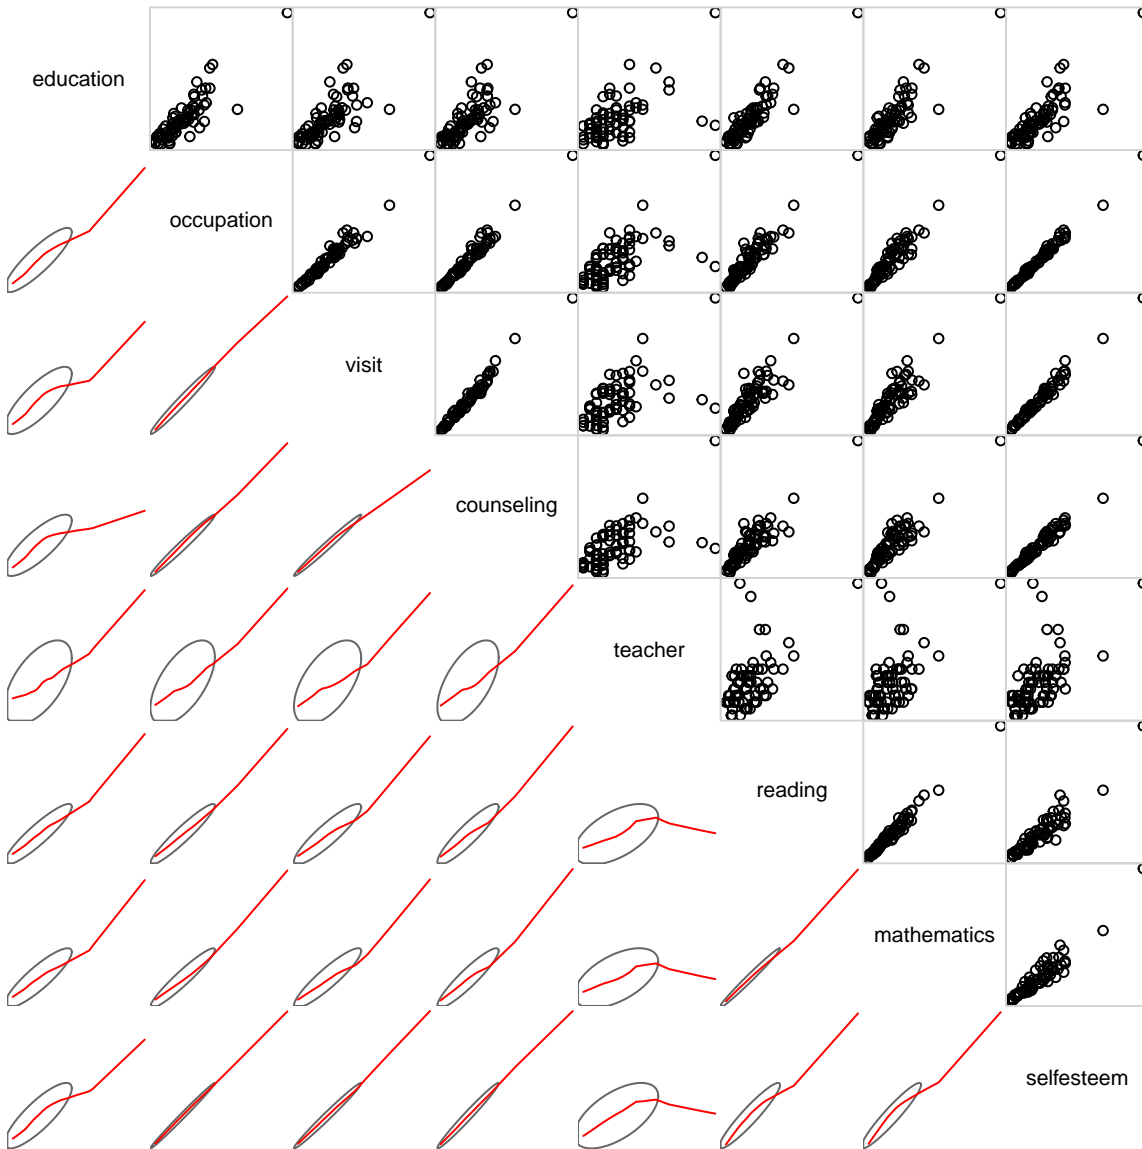 education
occupation
visit
counseling
teacher
reading
mathematics
selfesteem